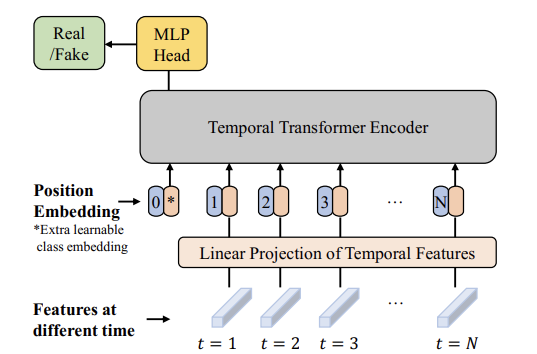 Real
/Fake
MLP
Head
Temporal Transformer Encoder
Position
Embedding
*Extra learnable
class embedding
0 * 1 2 3 ... N
Linear Projection of Temporal Features
Features at
different time
...
t = 1 t = 2 t = 3 t = N